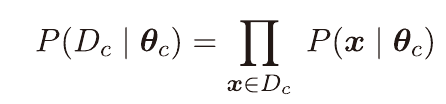 P(D_c | θ_c) = ∏_{x∈D_c} P(x | θ_c)